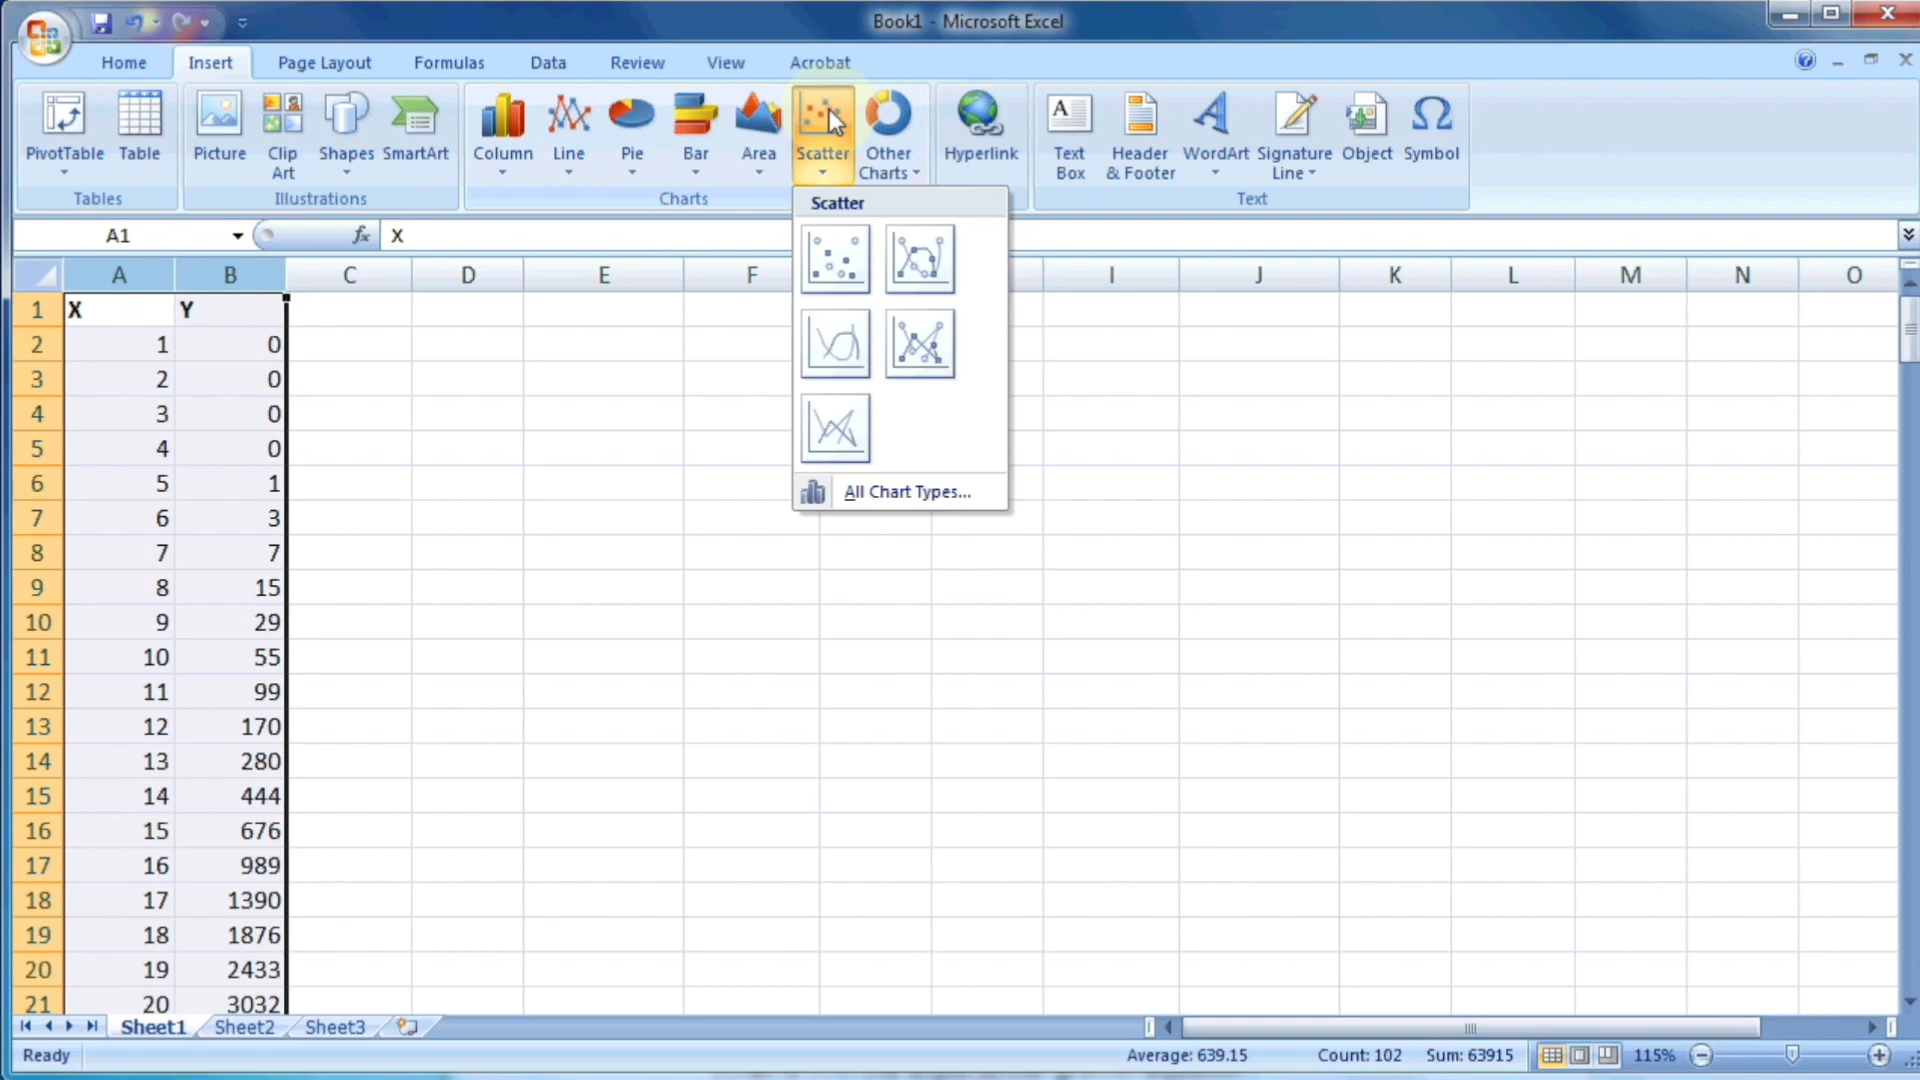 Book1 - Microsoft Excel
Home Insert Page Layout Formulas Data Review View Acrobat
PivotTable Table Picture Clip Art Shapes SmartArt Column Line Pie Bar Area Scatter Other Charts Hyperlink Text Box Header & Footer WordArt Signature Line Object Symbol
Tables Illustrations Charts Text
Scatter
All Chart Types...
A1 fx X
A B C D E F I J K L M N O
1 X Y
2 1 0
3 2 0
4 3 0
5 4 0
6 5 1
7 6 3
8 7 7
9 8 15
10 9 29
11 10 55
12 11 99
13 12 170
14 13 280
15 14 444
16 15 676
17 16 989
18 17 1390
19 18 1876
20 19 2433
21 20 3032
Sheet1 Sheet2 Sheet3
Ready Average: 639.15 Count: 102 Sum: 63915 115%